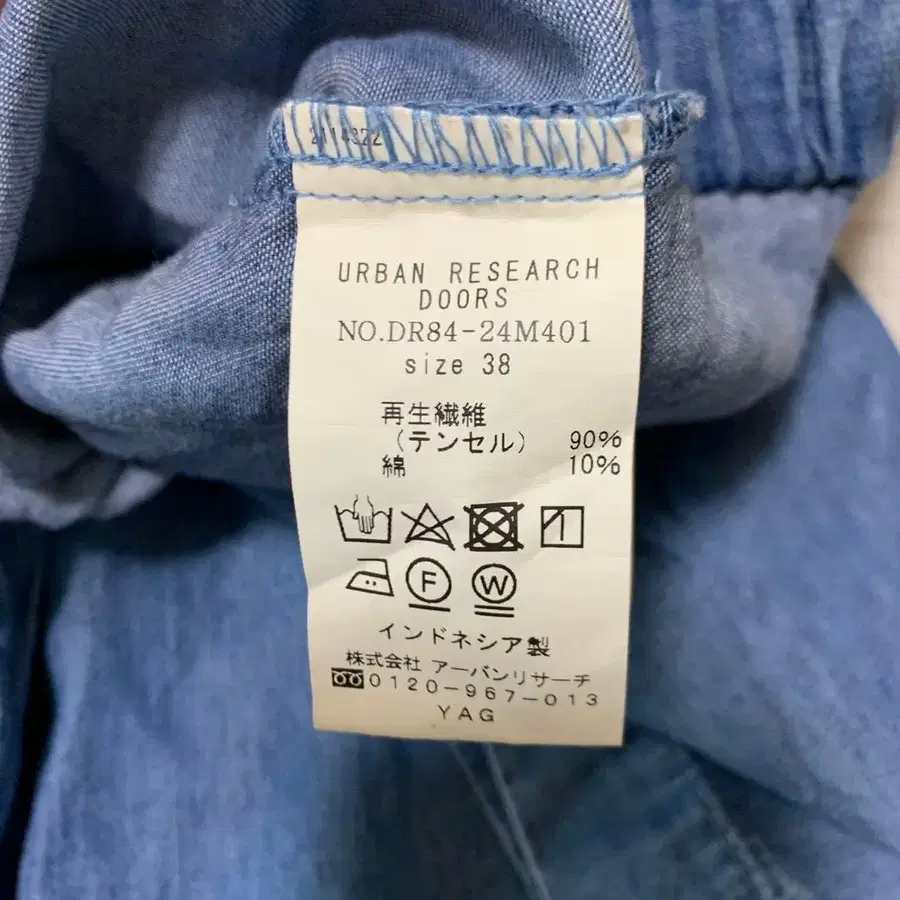 2114322
URBAN RESEARCH
DOORS
NO.DR84-24M401
size 38
再生繊維
(テンセル) 90%
綿 10%
F W
インドネシア製
株式会社 アーバンリサーチ
0120-967-013
YAG